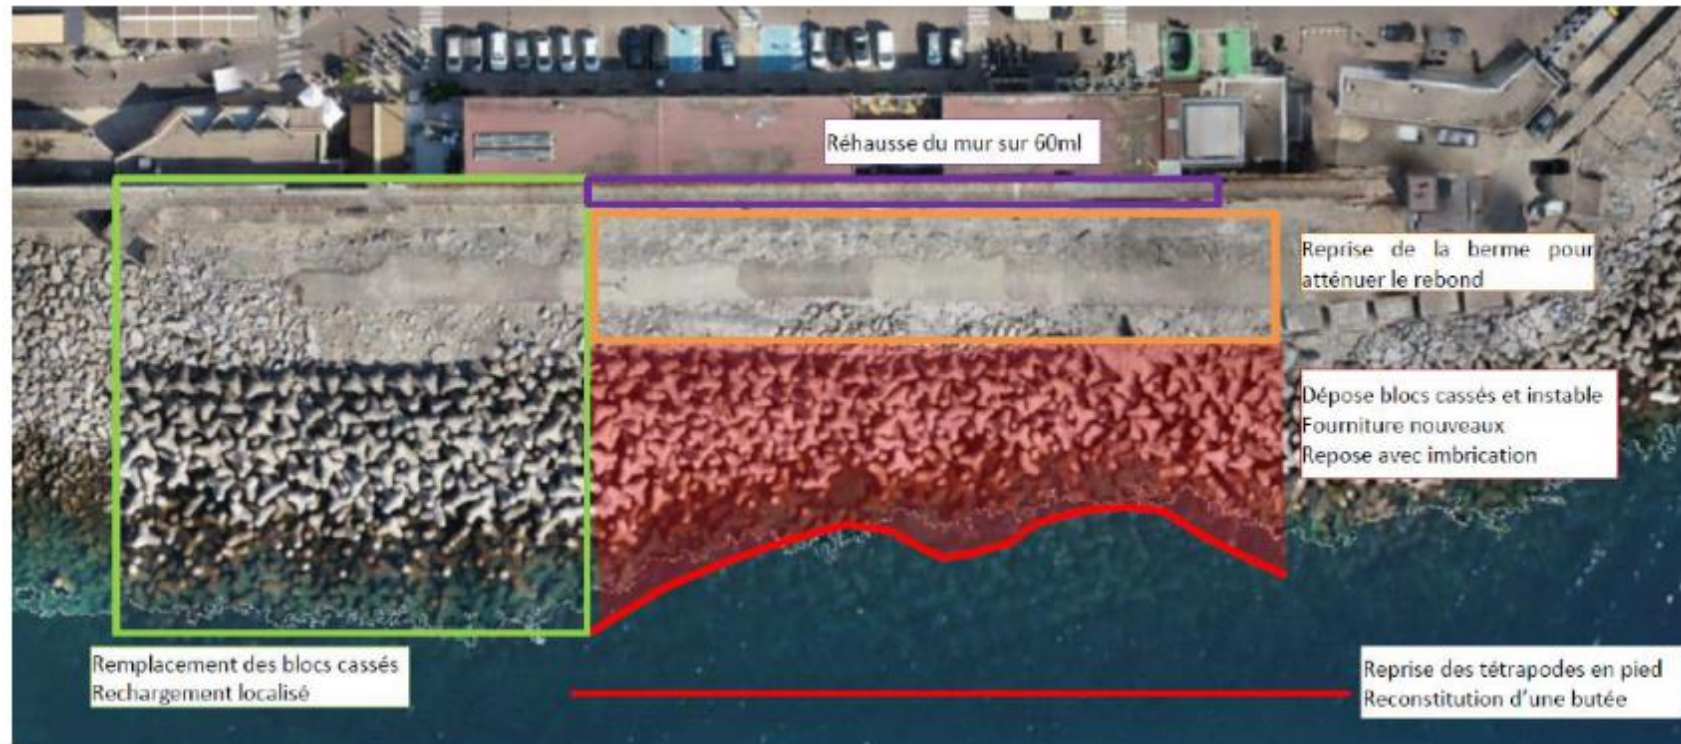 Réhausse du mur sur 60ml
Reprise de la berme pour
atténuer le rebond
Dépose blocs cassés et instable
Fourniture nouveaux
Repose avec imbrication
Remplacement des blocs cassés
Rechargement localisé
Reprise des tétrapodes en pied
Reconstitution d'une butée